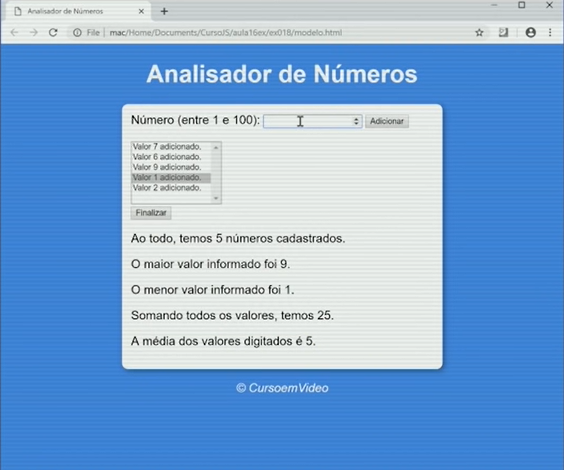 Analisador de Números
File | mac/Home/Documents/CursoJS/aula16ex/ex018/modelo.html
Analisador de Números
Número (entre 1 e 100): Adicionar
Valor 7 adicionado.
Valor 6 adicionado.
Valor 9 adicionado.
Valor 1 adicionado.
Valor 2 adicionado.
Finalizar
Ao todo, temos 5 números cadastrados.
O maior valor informado foi 9.
O menor valor informado foi 1.
Somando todos os valores, temos 25.
A média dos valores digitados é 5.
© CursoemVideo